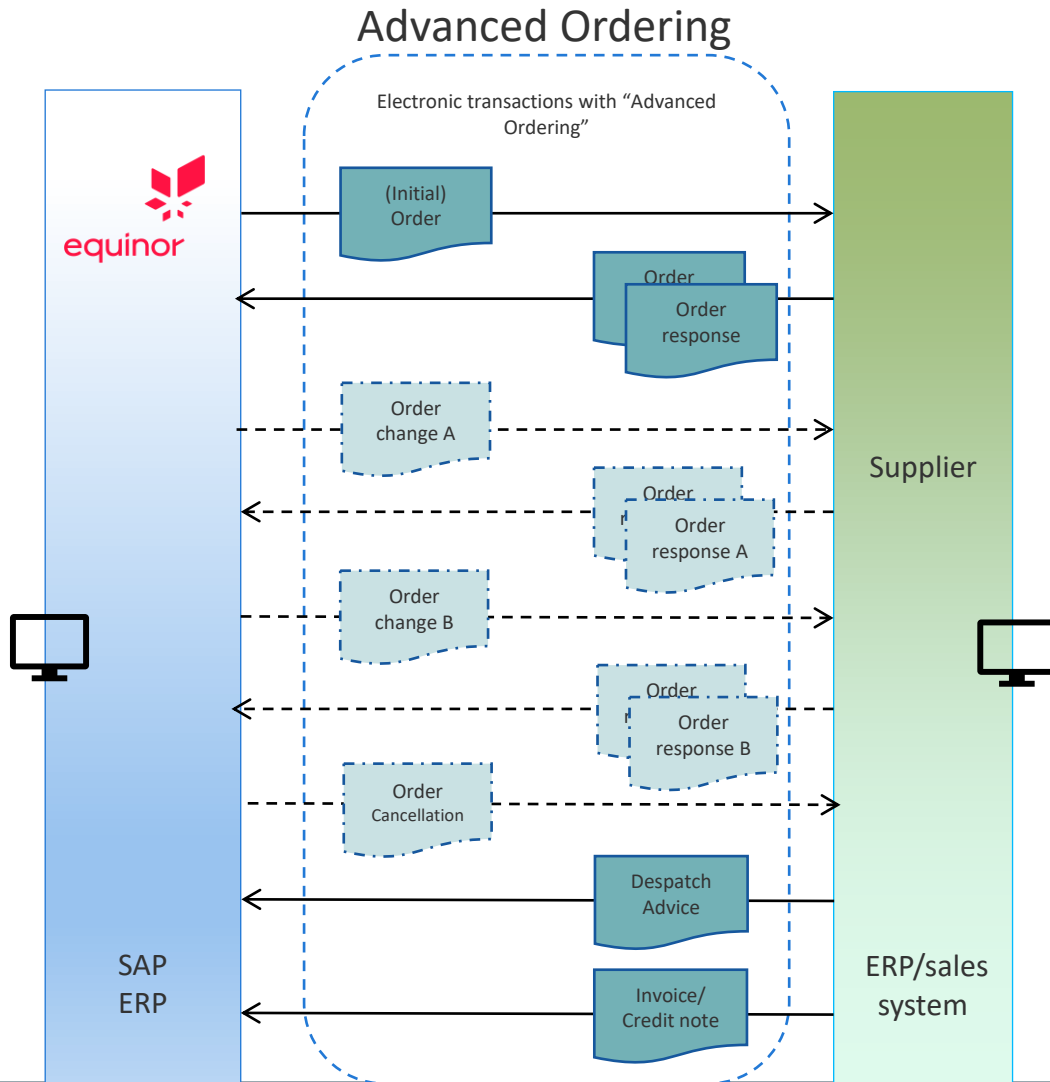 Advanced Ordering
Electronic transactions with “Advanced
Ordering”
equinor
(Initial)
Order
Order
Order
response
Order
change A
Supplier
Order
r
Order
response A
Order
change B
Order
Order
response B
Order
Cancellation
Despatch
Advice
SAP
ERP
ERP/sales
system
Invoice/
Credit note